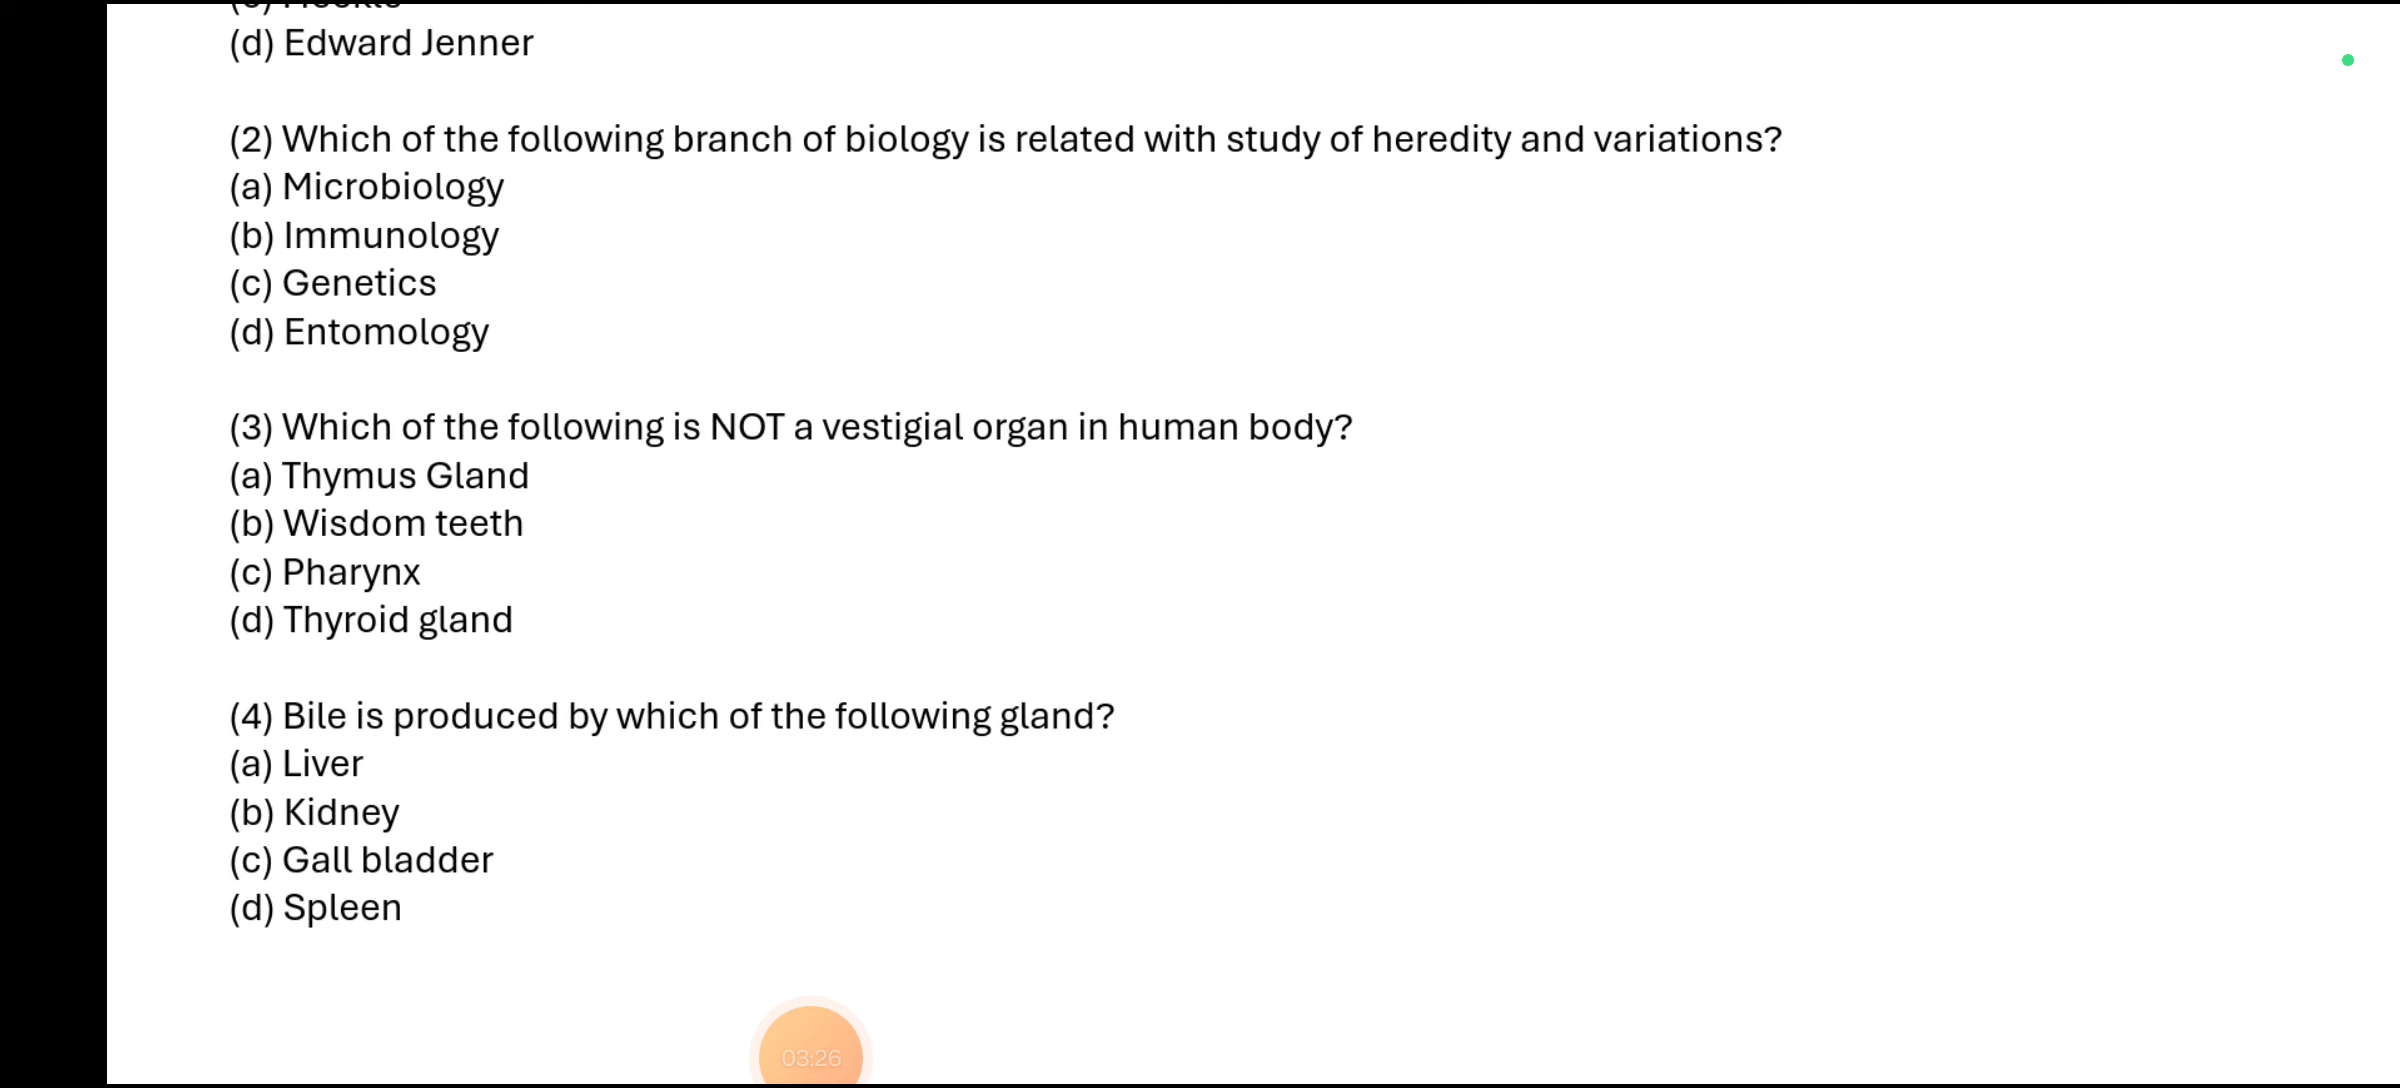 (d) Edward Jenner
(2) Which of the following branch of biology is related with study of heredity and variations?
(a) Microbiology
(b) Immunology
(c) Genetics
(d) Entomology
(3) Which of the following is NOT a vestigial organ in human body?
(a) Thymus Gland
(b) Wisdom teeth
(c) Pharynx
(d) Thyroid gland
(4) Bile is produced by which of the following gland?
(a) Liver
(b) Kidney
(c) Gall bladder
(d) Spleen
03:26